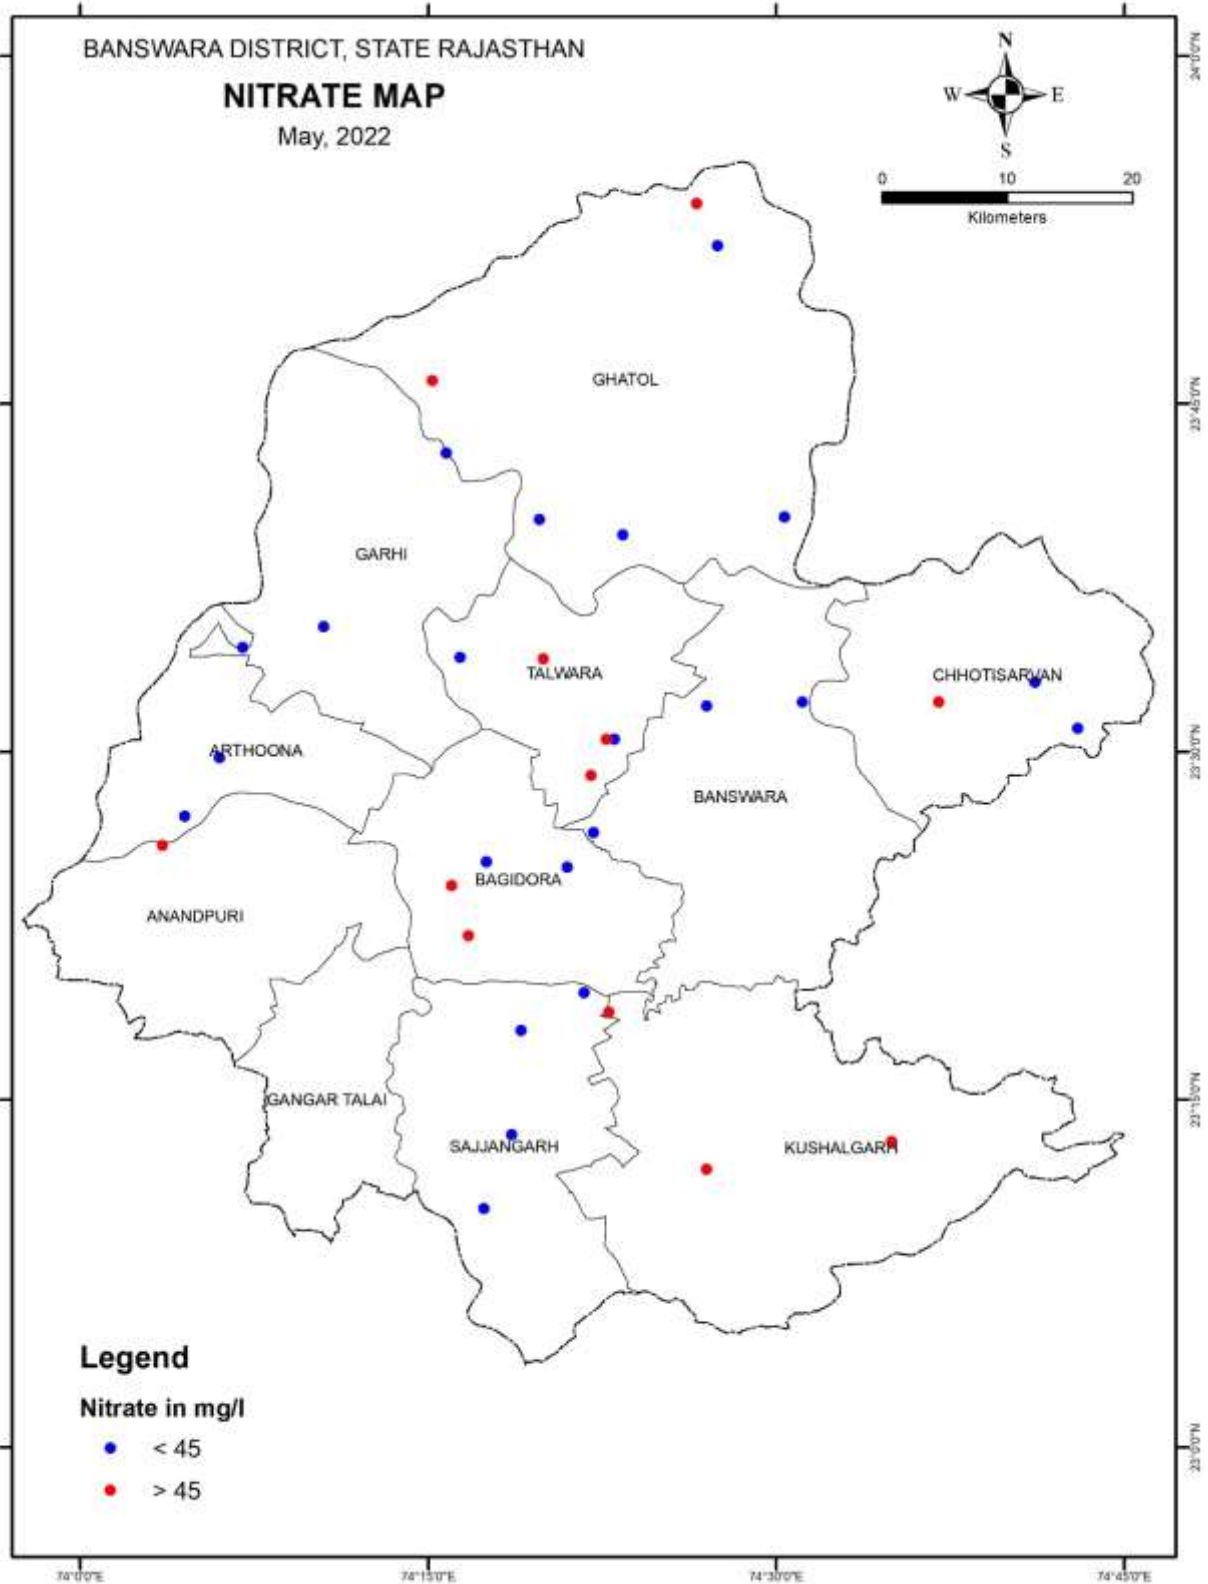 BANSWARA DISTRICT, STATE RAJASTHAN
NITRATE MAP
May, 2022
N
W E
S
0 10 20
Kilometers
24°0'0"N
GHATOL
23°45'0"N
GARHI
TALWARA
CHHOTISARVAN
ARTHOONA
23°30'0"N
BANSWARA
BAGIDORA
ANANDPURI
GANGAR TALAI
23°15'0"N
SAJJANGARH
KUSHALGARH
Legend
Nitrate in mg/l
< 45
> 45
23°0'0"N
74°0'0"E 74°15'0"E 74°30'0"E 74°45'0"E